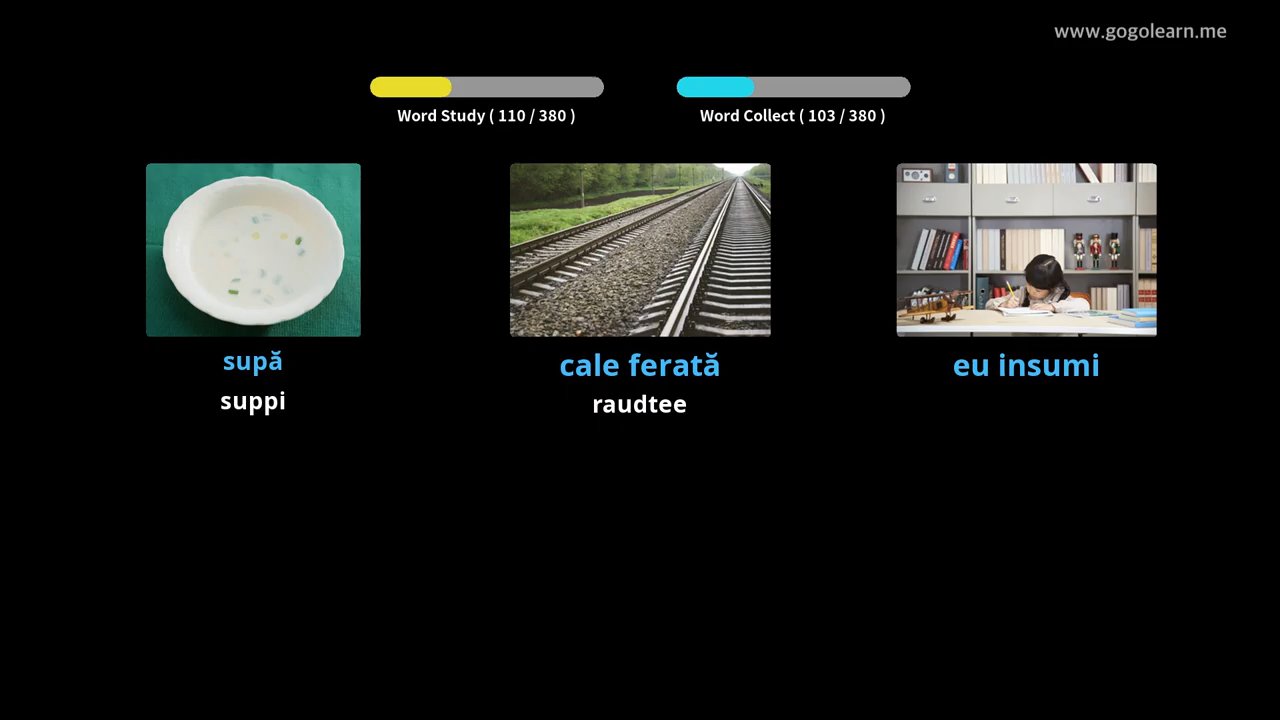 www.gogolearn.me
Word Study ( 110 / 380 )
Word Collect ( 103 / 380 )
supă
suppi
cale ferată
raudtee
eu insumi